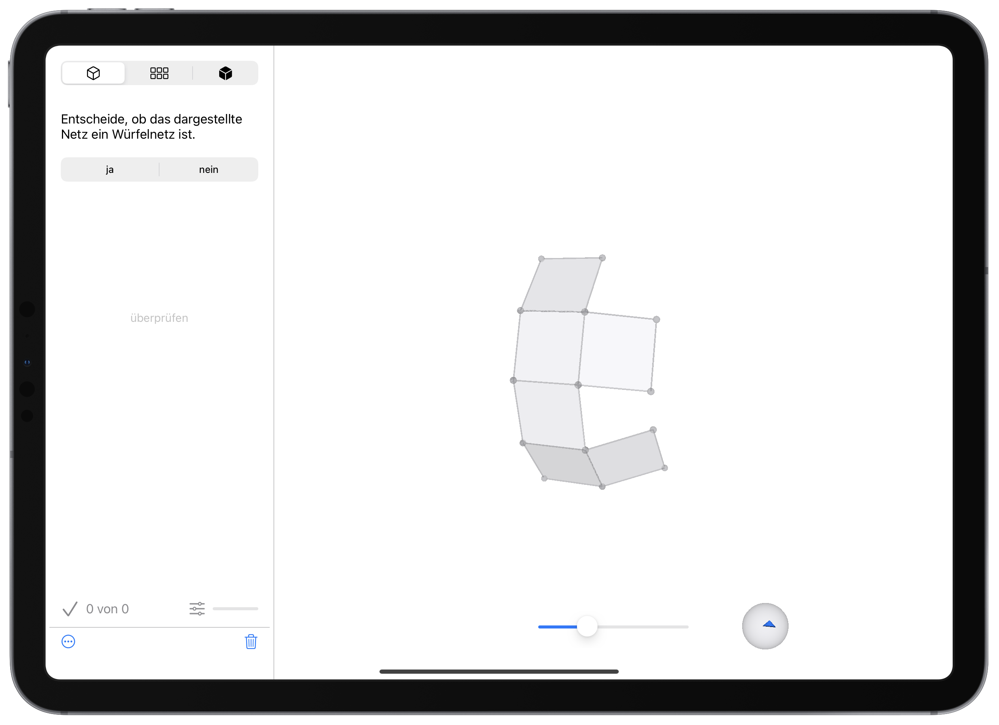 Entscheide, ob das dargestellte
Netz ein Würfelnetz ist.
ja nein
überprüfen
0 von 0